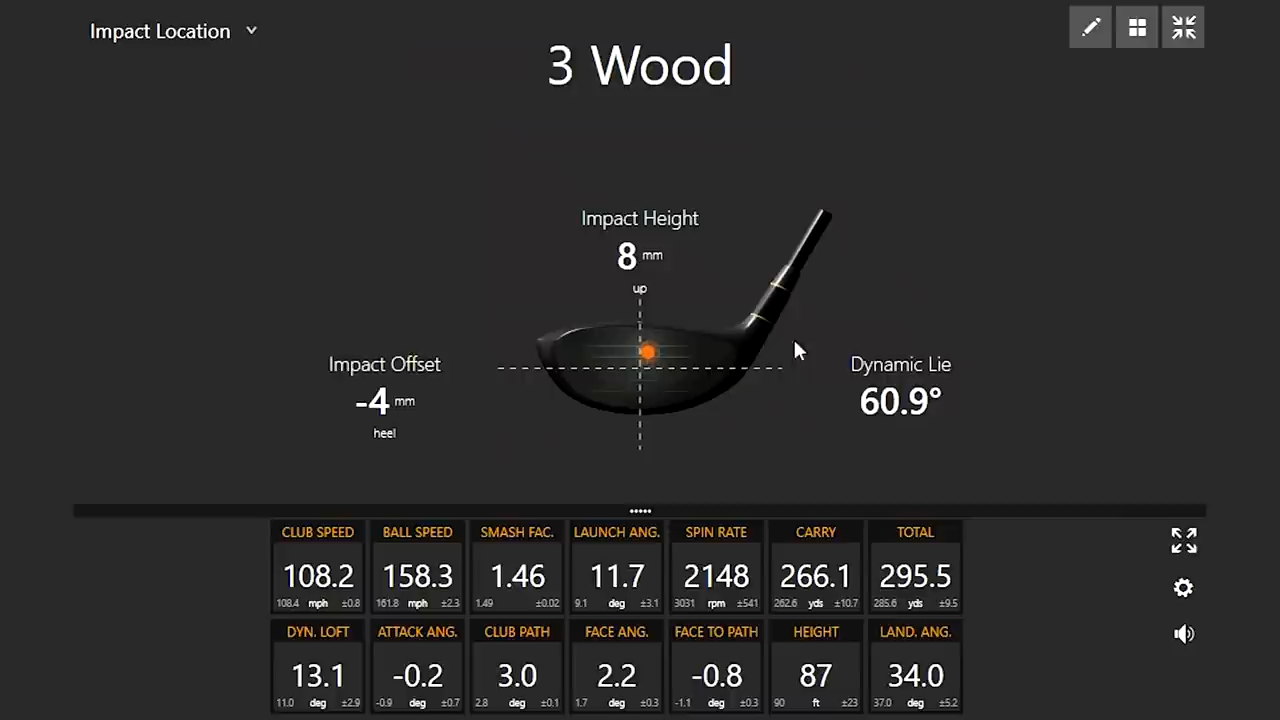 Impact Location
3 Wood
Impact Height
8 mm
up
Impact Offset
-4 mm
heel
Dynamic Lie
60.9°
CLUB SPEED BALL SPEED SMASH FAC. LAUNCH ANG. SPIN RATE CARRY TOTAL
108.2 158.3 1.46 11.7 2148 266.1 295.5
108.4 mph ±0.8 161.8 mph ±2.3 1.49 ±0.02 9.1 deg ±3.1 3031 rpm ±541 262.6 yds ±10.7 285.6 yds ±9.5
DYN. LOFT ATTACK ANG. CLUB PATH FACE ANG. FACE TO PATH HEIGHT LAND. ANG.
13.1 -0.2 3.0 2.2 -0.8 87 34.0
11.0 deg ±2.9 -0.9 deg ±0.7 2.8 deg ±0.1 1.7 deg ±0.3 -1.1 deg ±0.3 90 ft ±23 37.0 deg ±5.2